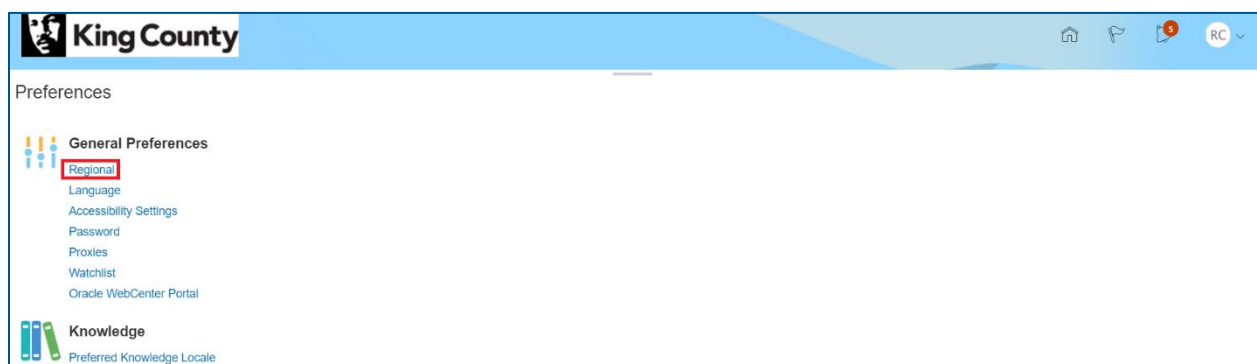 King County
5
RC
Preferences
General Preferences
Regional
Language
Accessibility Settings
Password
Proxies
Watchlist
Oracle WebCenter Portal
Knowledge
Preferred Knowledge Locale